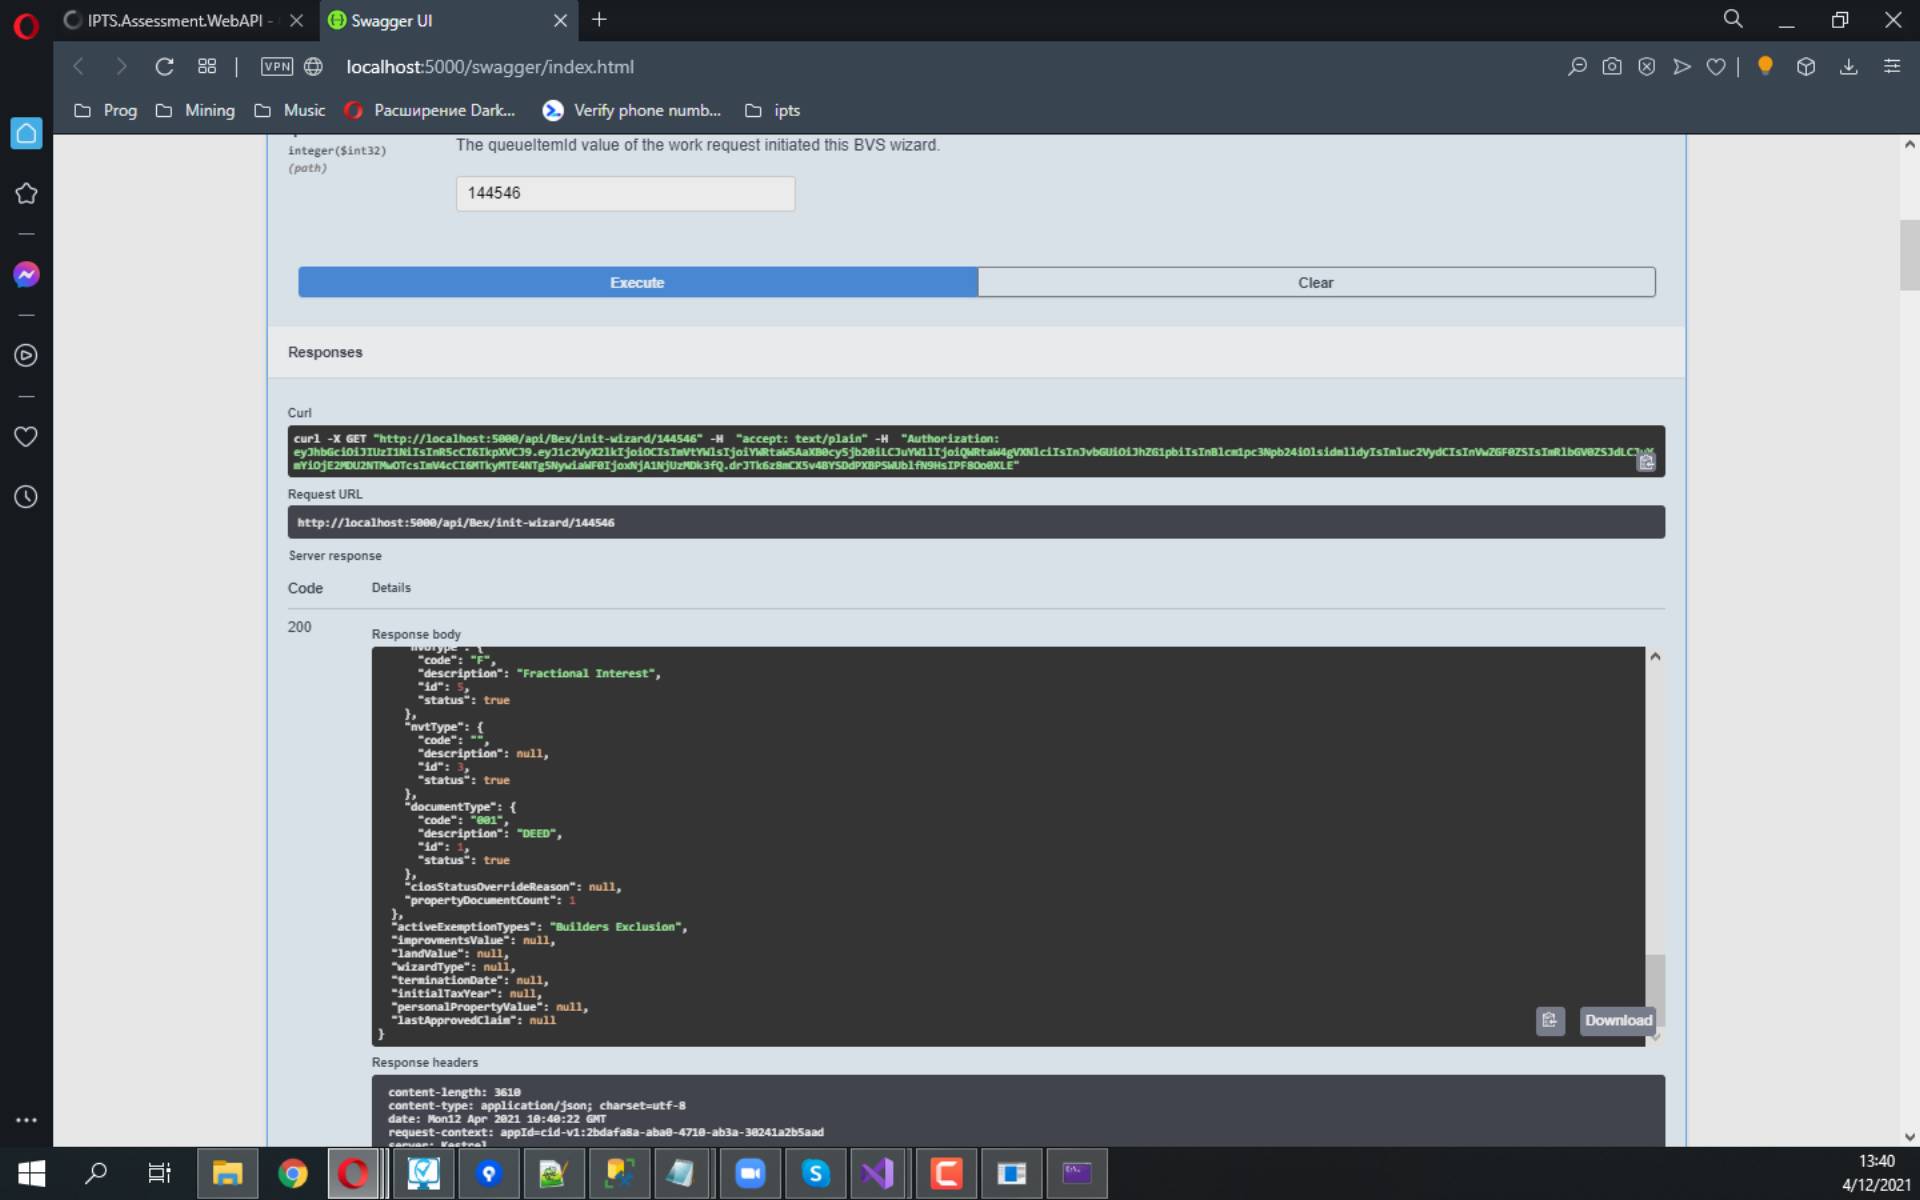 IPTS.Assessment.WebAPI -
Swagger UI
VPN
localhost:5000/swagger/index.html
Prog
Mining
Music
Расширение Dark...
Verify phone numb...
ipts
integer($int32)
The queueItemId value of the work request initiated this BVS wizard.
(path)
144546
Execute
Clear
Responses
Curl
curl -X GET "http://localhost:5000/api/Bex/init-wizard/144546" -H  "accept: text/plain" -H  "Authorization:
Request URL
http://localhost:5000/api/Bex/init-wizard/144546
Server response
Code
Details
200
Response body
"nvdType": {
"code": "F",
"description": "Fractional Interest",
"id": 5,
"status": true
},
"nvtType": {
"code": "",
"description": null,
"id": 3,
"status": true
},
"documentType": {
"code": "001",
"description": "DEED",
"id": 1,
"status": true
},
"ciosStatusOverrideReason": null,
"propertyDocumentCount": 1
},
"activeExemptionTypes": "Builders Exclusion",
"improvmentsValue": null,
"landValue": null,
"wizardType": null,
"terminationDate": null,
"initialTaxYear": null,
"personalPropertyValue": null,
"lastApprovedClaim": null
}
Download
Response headers
content-length: 3610
content-type: application/json; charset=utf-8
date: Mon12 Apr 2021 10:40:22 GMT
request-context: appId=cid-v1:2bdafa8a-aba0-4710-ab3a-30241a2b5aad
server: Kestrel
13:40
4/12/2021